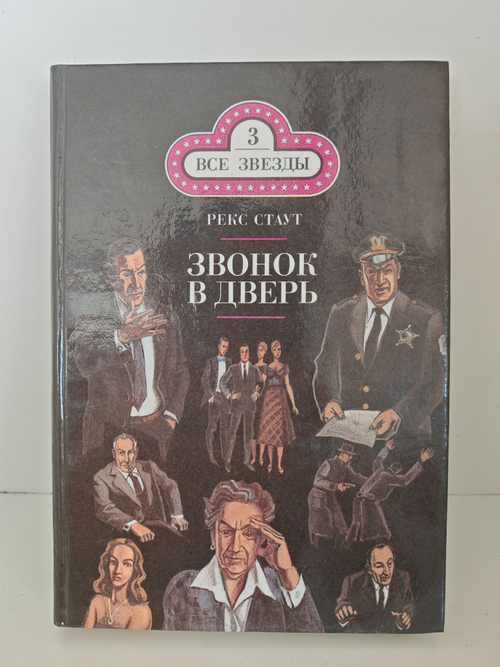 3
ВСЕ ЗВЕЗДЫ
РЕКС СТАУТ
ЗВОНОК
В ДВЕРЬ